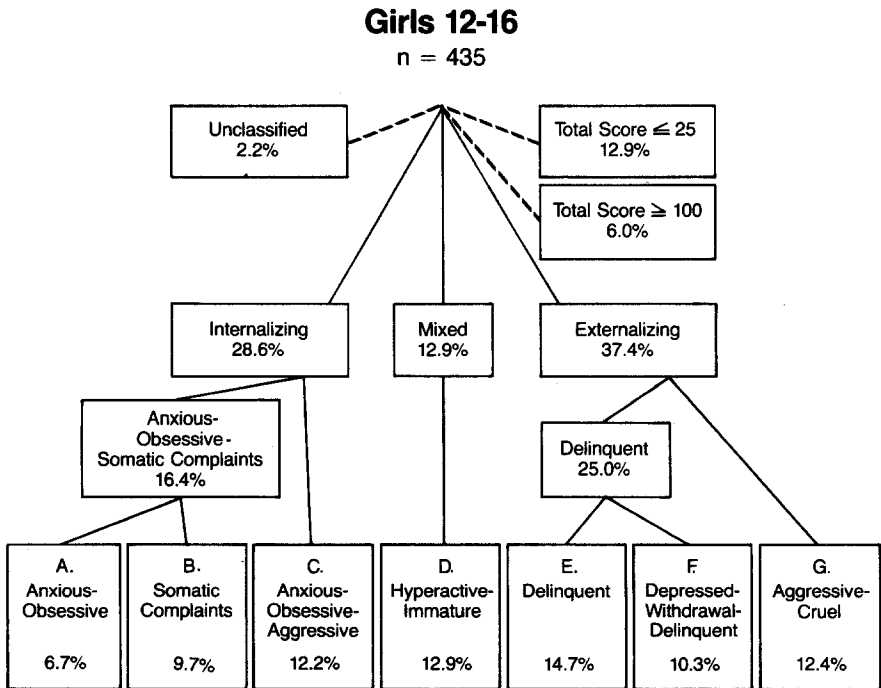 Girls 12-16
n = 435
Unclassified
2.2%
Total Score ≦ 25
12.9%
Total Score ≧ 100
6.0%
Internalizing
28.6%
Mixed
12.9%
Externalizing
37.4%
Anxious-
Obsessive-
Somatic Complaints
16.4%
Delinquent
25.0%
A.
Anxious-
Obsessive
6.7%
B.
Somatic
Complaints
9.7%
C.
Anxious-
Obsessive-
Aggressive
12.2%
D.
Hyperactive-
Immature
12.9%
E.
Delinquent
14.7%
F.
Depressed-
Withdrawal-
Delinquent
10.3%
G.
Aggressive-
Cruel
12.4%